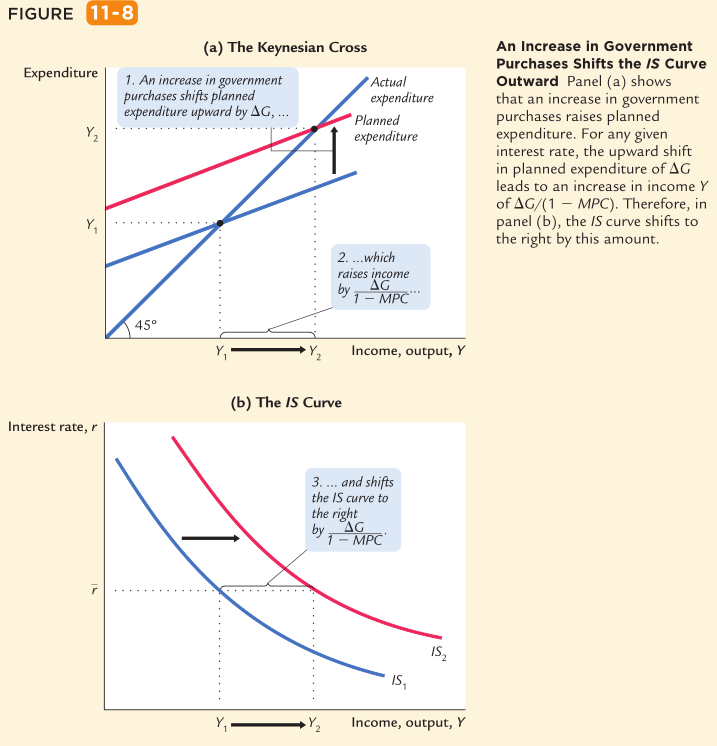 FIGURE 11-8
(a) The Keynesian Cross
Expenditure
1. An increase in government
purchases shifts planned
expenditure upward by ΔG, ...
Actual
expenditure
Planned
expenditure
Y₂
Y₁
2. ...which
raises income
by ΔG/1 − MPC...
45°
Y₁
Y₂
Income, output, Y
An Increase in Government
Purchases Shifts the IS Curve
Outward Panel (a) shows
that an increase in government
purchases raises planned
expenditure. For any given
interest rate, the upward shift
in planned expenditure of ΔG
leads to an increase in income Y
of ΔG/(1 − MPC). Therefore, in
panel (b), the IS curve shifts to
the right by this amount.
(b) The IS Curve
Interest rate, r
3. ... and shifts
the IS curve to
the right
by ΔG/1 − MPC.
r̄
IS₂
IS₁
Y₁
Y₂
Income, output, Y